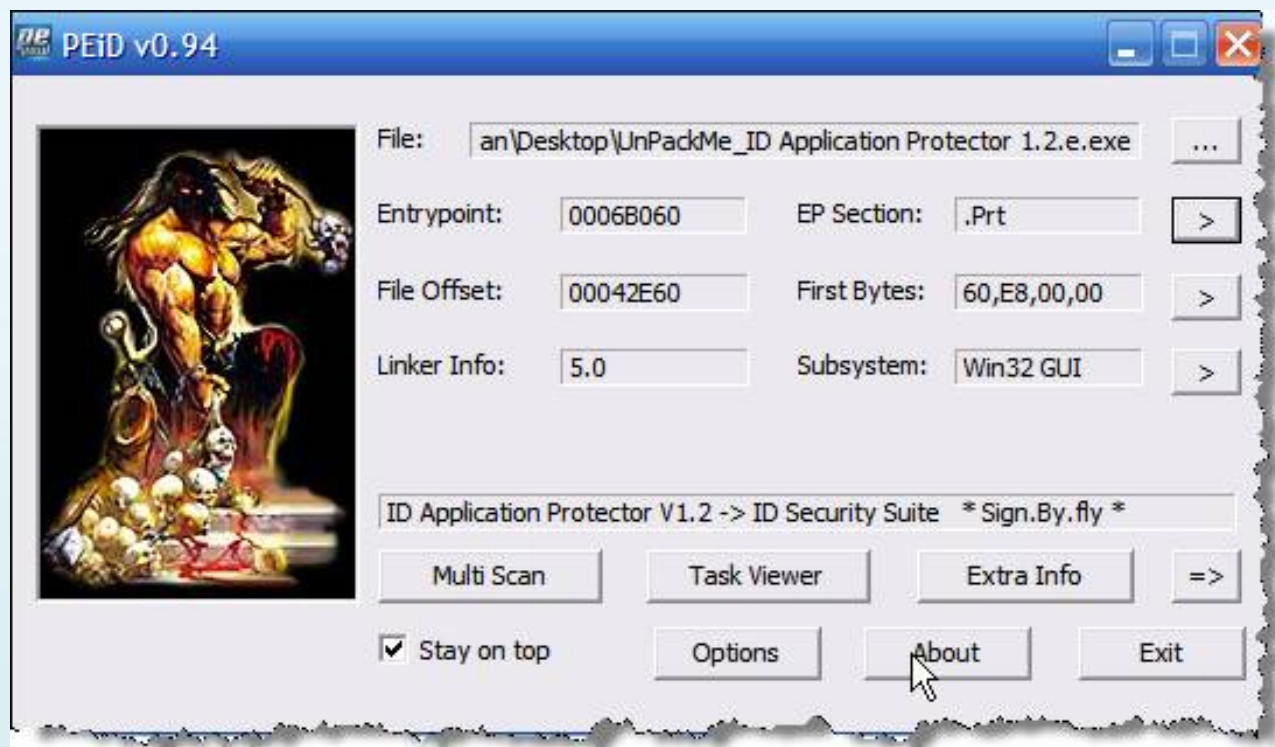 PEiD v0.94
File: an\Desktop\UnPackMe_ID Application Protector 1.2.e.exe ...
Entrypoint: 0006B060 EP Section: .Prt >
File Offset: 00042E60 First Bytes: 60,E8,00,00 >
Linker Info: 5.0 Subsystem: Win32 GUI >
ID Application Protector V1.2 -> ID Security Suite * Sign.By.fly *
Multi Scan Task Viewer Extra Info =>
Stay on top Options About Exit